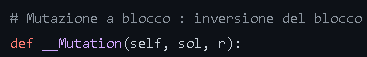 # Mutazione a blocco : inversione del blocco
def __Mutation(self, sol, r):